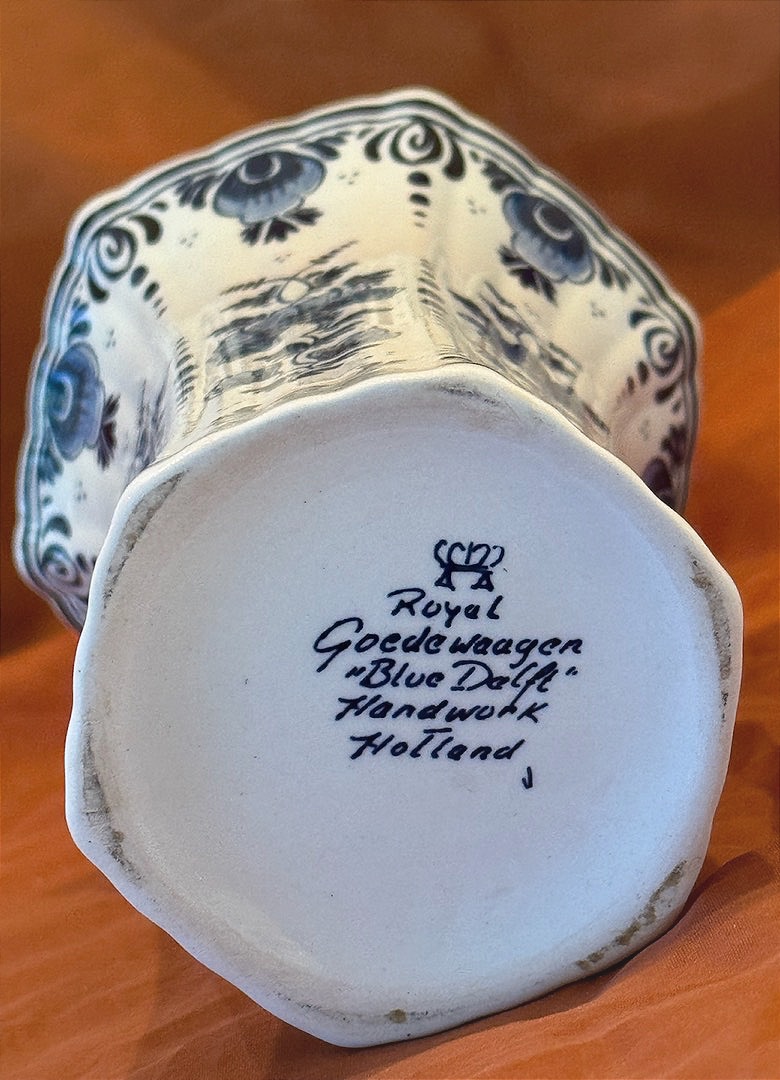 Royal
Goedewaagen
"Blue Delft"
Handwork
Holland